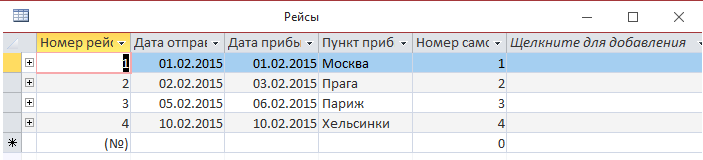 Рейсы
Номер рейс Дата отправ Дата прибы Пункт приб Номер само Щелкните для добавления
1 01.02.2015 01.02.2015 Москва 1
2 02.02.2015 03.02.2015 Прага 2
3 05.02.2015 06.02.2015 Париж 3
4 10.02.2015 10.02.2015 Хельсинки 4
(№) 0